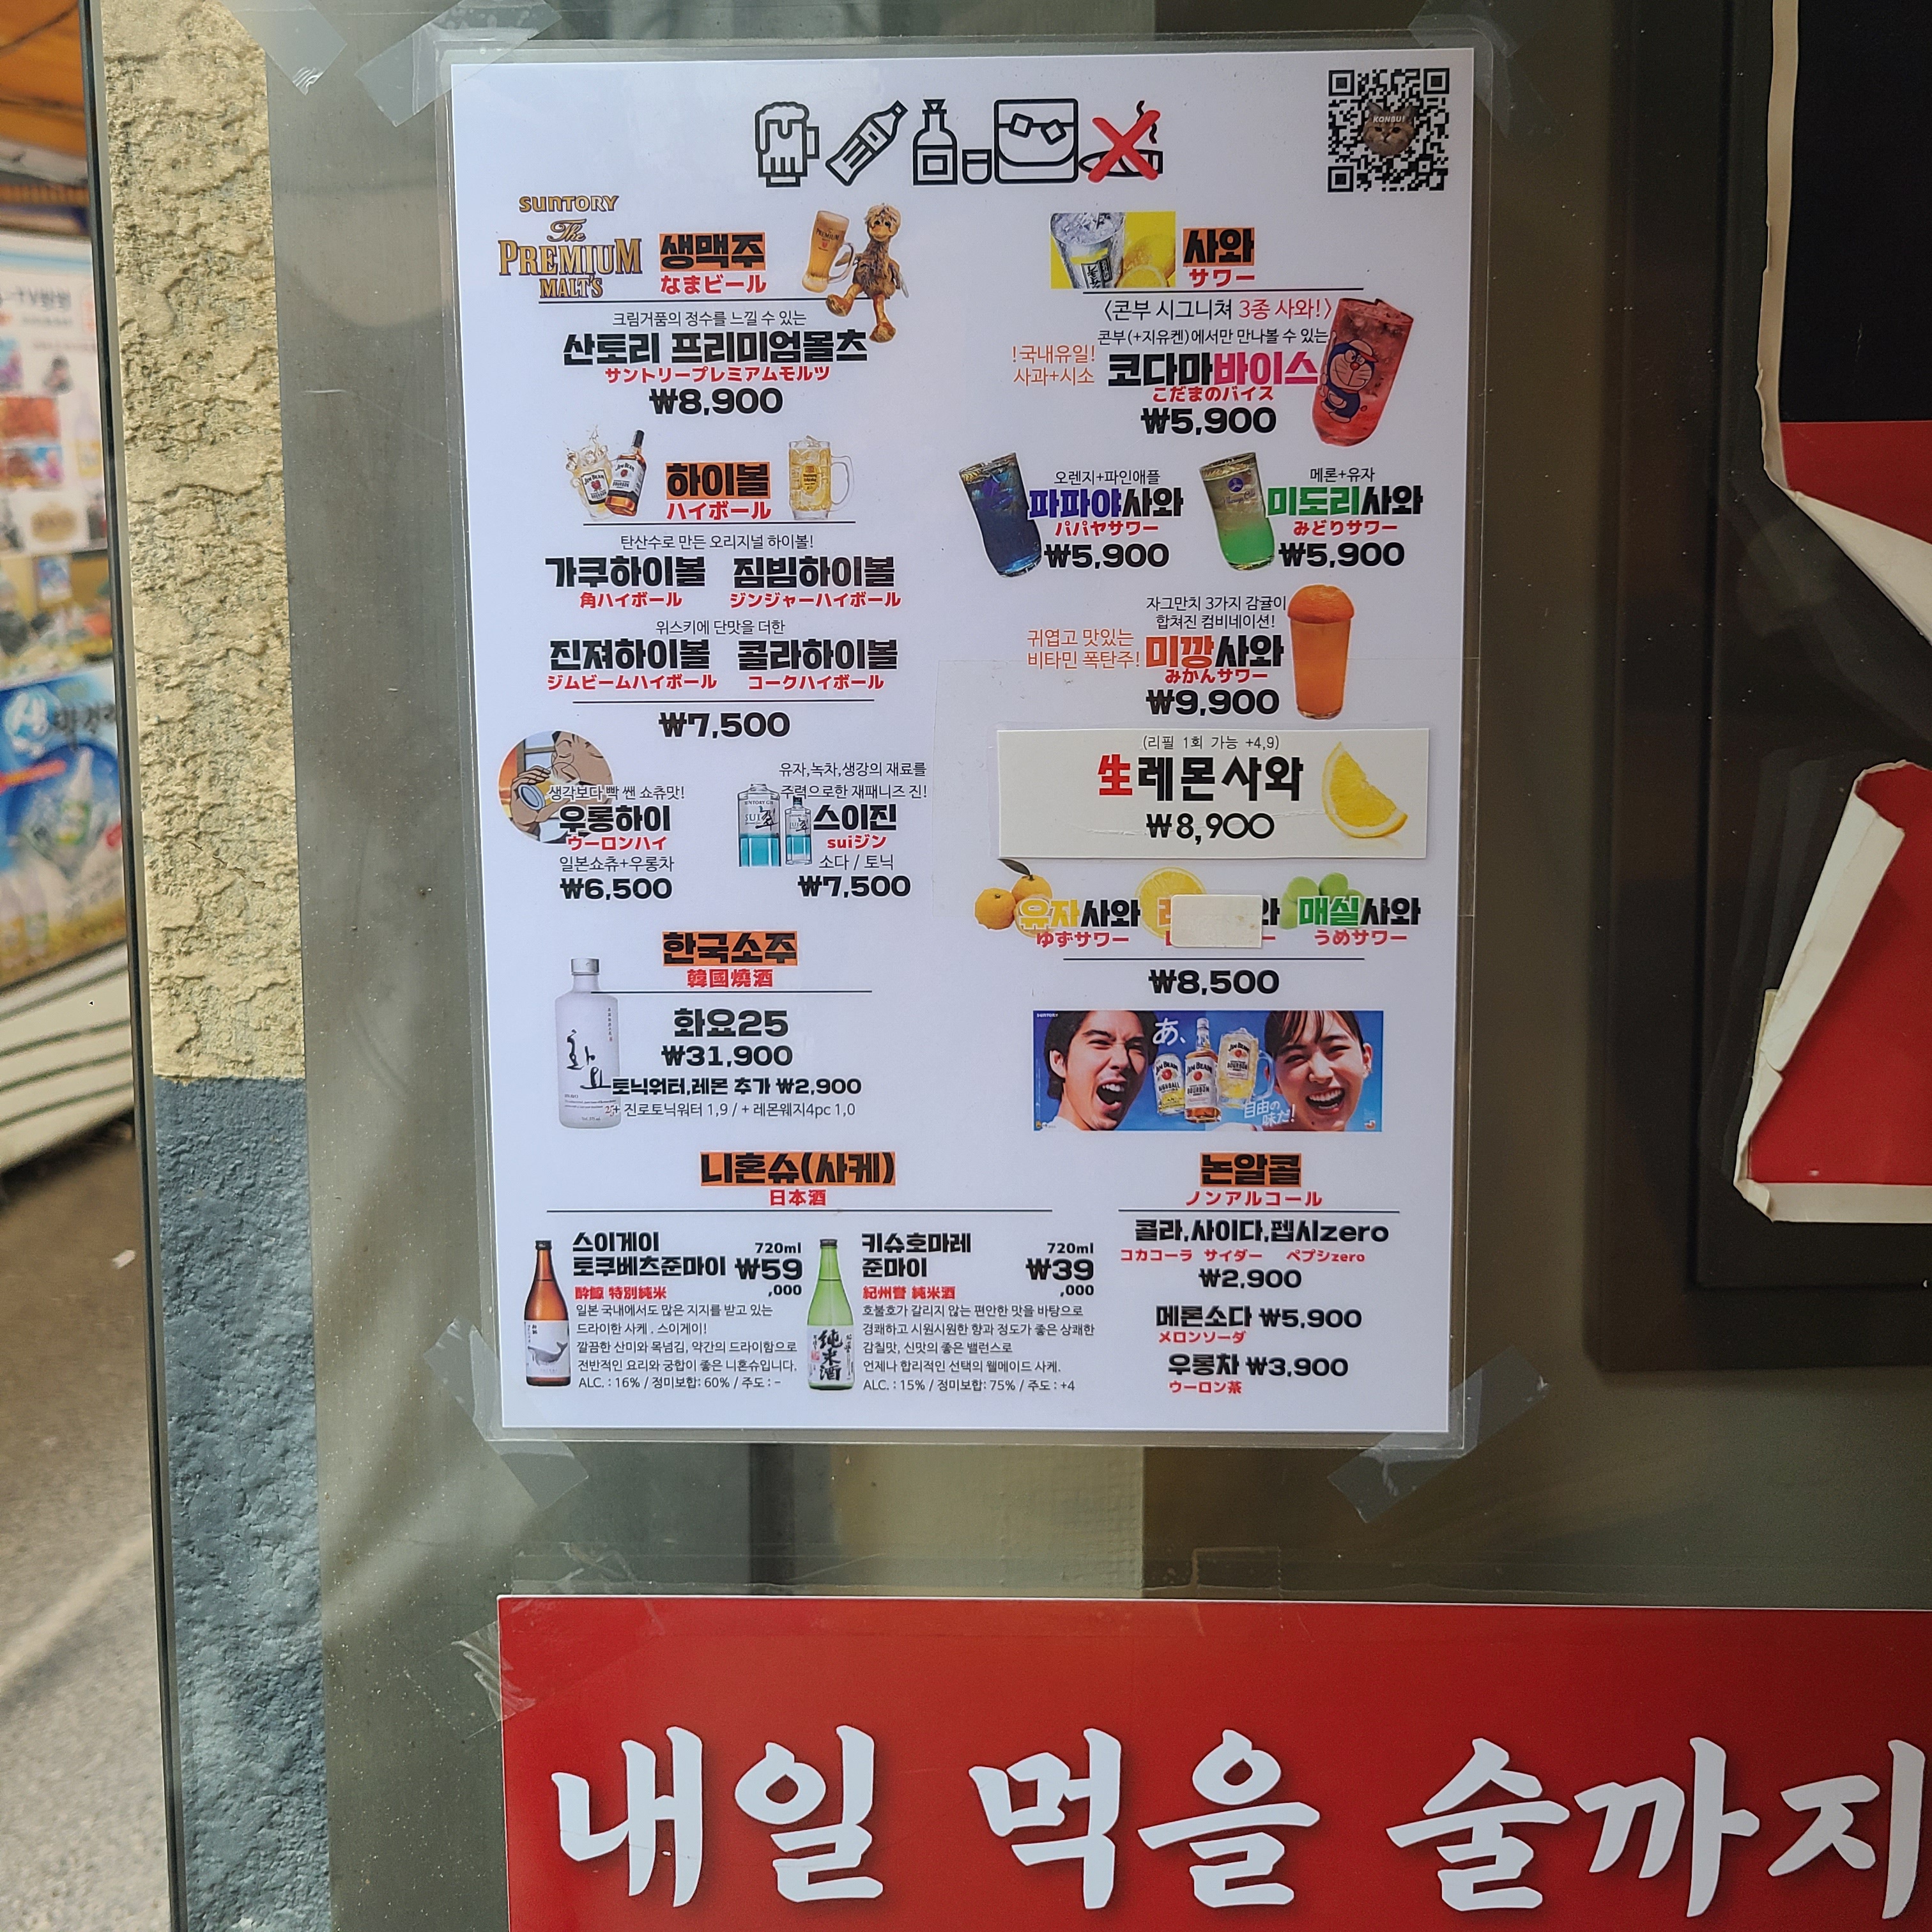 KONBU!
SUNTORY
The
PREMIUM
MALT'S
생맥주
なまビール
크림거품의 정수를 느낄 수 있는
산토리 프리미엄몰츠
サントリープレミアムモルツ
₩8,900
하이볼
ハイボール
탄산수로 만든 오리지널 하이볼!
가쿠하이볼 짐빔하이볼
角ハイボール ジンジャーハイボール
위스키에 단맛을 더한
진져하이볼 콜라하이볼
ジムビームハイボール コークハイボール
₩7,500
생각보다 빡 쌘 쇼츄맛!
우롱하이
ウーロンハイ
일본쇼츄+우롱차
₩6,500
유자,녹차,생강의 재료를
주력으로한 재패니즈 진!
스이진
suiジン
소다 / 토닉
₩7,500
한국소주
韓國燒酒
화요25
₩31,900
토닉워터,레몬 추가 ₩2,900
+ 진로토닉워터 1,9 / + 레몬웨지4pc 1,0
화요
사와
サワー
〈콘부 시그니쳐 3종 사와!〉
콘부(+지유켄)에서만 만나볼 수 있는
!국내유일!
사과+시소
코다마바이스
こだまのバイス
₩5,900
오렌지+파인애플
파파야사와
パパヤサワー
₩5,900
메론+유자
미도리사와
みどりサワー
₩5,900
자그만치 3가지 감귤이
합쳐진 컴비네이션!
귀엽고 맛있는
비타민 폭탄주!
미깡사와
みかんサワー
₩9,900
(리필 1회 가능 +4,9)
生레몬사와
₩8,900
유자사와 와 매실사와
ゆずサワー ー うめサワー
₩8,500
SUNTORY
あ、
JIM BEAM
自由の
味だ!
니혼슈(사케)
日本酒
스이게이
토쿠베츠준마이
720ml
₩59
,000
酔鯨 特別純米
일본 국내에서도 많은 지지를 받고 있는
드라이한 사케 . 스이게이!
깔끔한 산미와 목넘김, 약간의 드라이함으로
전반적인 요리와 궁합이 좋은 니혼슈입니다.
ALC. : 16% / 정미보합: 60% / 주도 : –
純米酒
키슈호마레
준마이
720ml
₩39
,000
紀州誉 純米酒
호불호가 갈리지 않는 편안한 맛을 바탕으로
경쾌하고 시원시원한 향과 정도가 좋은 상쾌한
감칠맛, 신맛의 좋은 밸런스로
언제나 합리적인 선택의 웰메이드 사케.
ALC. : 15% / 정미보합: 75% / 주도 : +4
논알콜
ノンアルコール
콜라,사이다,펩시zero
コカコーラ サイダー ペプシzero
₩2,900
메론소다 ₩5,900
メロンソーダ
우롱차 ₩3,900
ウーロン茶
내일 먹을 술까지